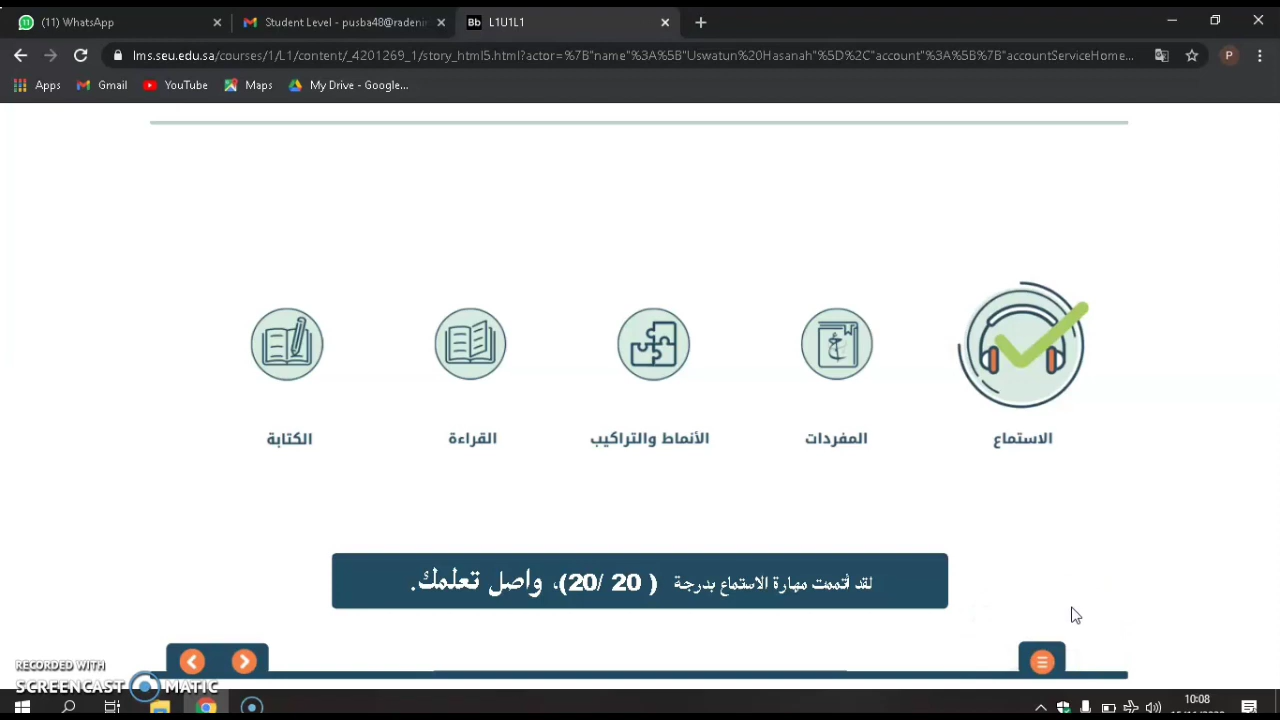 (11) WhatsApp
Student Level - pusba48@radeni
Bb L1U1L1
lms.seu.edu.sa/courses/1/L1/content/_4201269_1/story_html5.html?actor=%7B"name"%3A%5B"Uswatun%20Hasanah"%5D%2C"account"%3A%5B%7B"accountServiceHome...
P
Apps
Gmail
YouTube
Maps
My Drive - Google...
الاستماع
المفردات
الأنماط والتراكيب
القراءة
الكتابة
لقد أتممت مهارة الاستماع بدرجة ( 20 /20)، واصل تعلمك.
RECORDED WITH
SCREENCAST MATIC
10:08